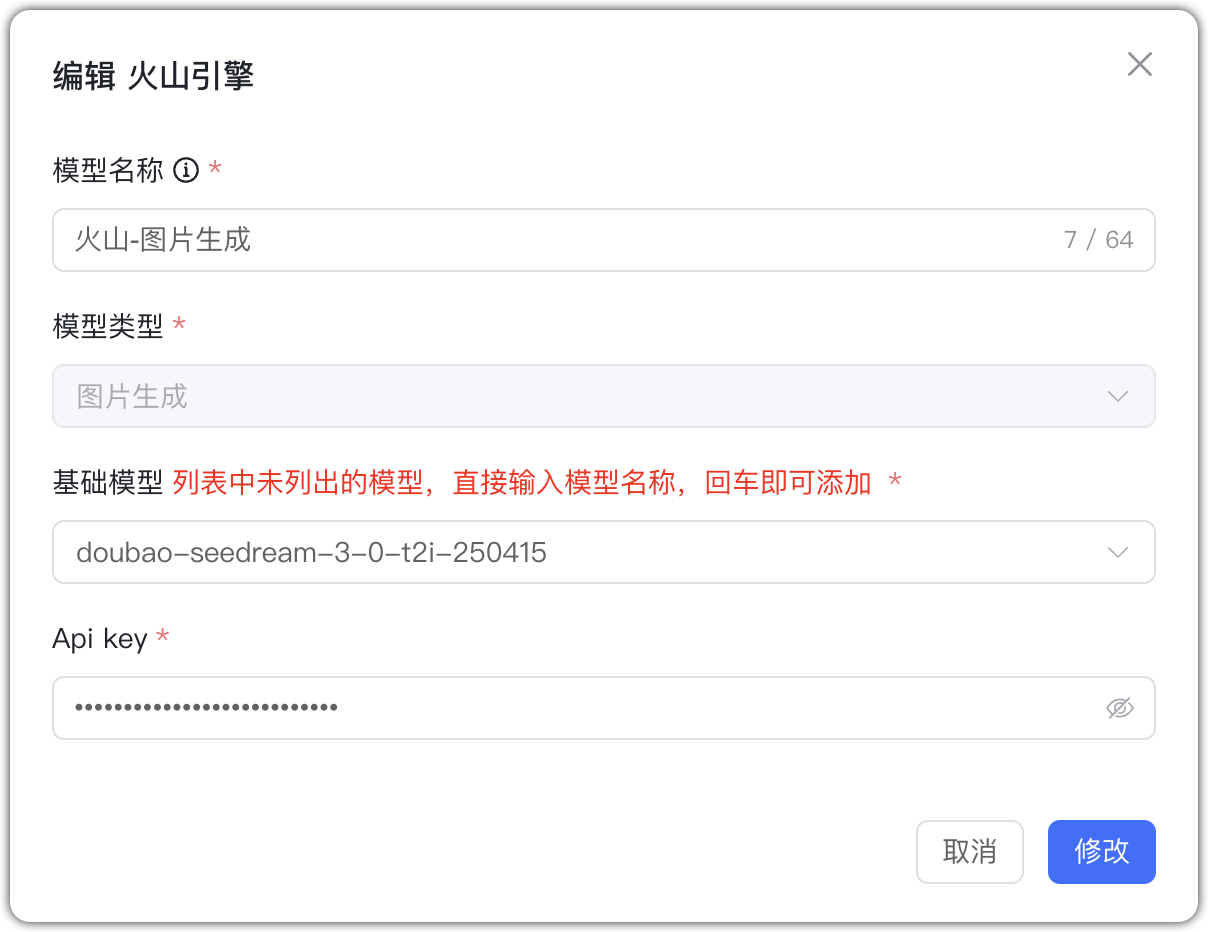 编辑 火山引擎
模型名称 *
火山-图片生成 7 / 64
模型类型 *
图片生成
基础模型 列表中未列出的模型，直接输入模型名称，回车即可添加 *
doubao-seedream-3-0-t2i-250415
Api key *
•••••••••••••••••••••••••••
取消 修改